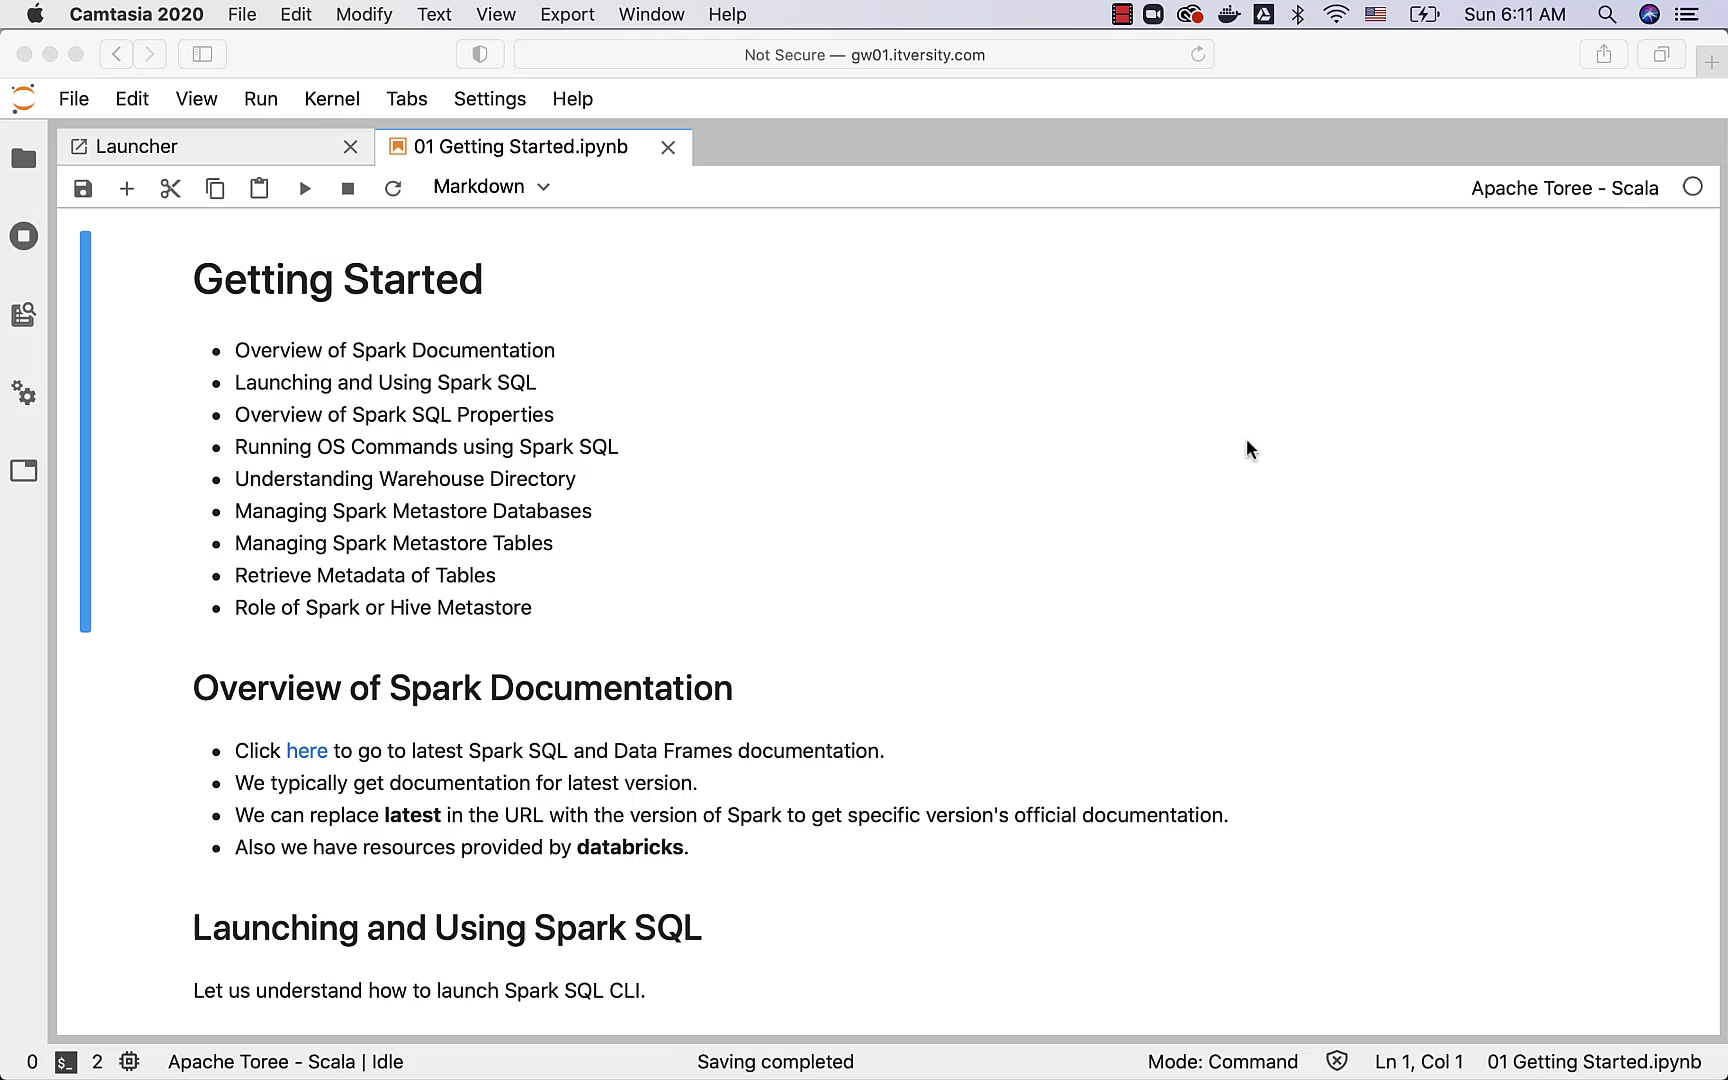 Camtasia 2020 File Edit Modify Text View Export Window Help Sun 6:11 AM
Not Secure — gw01.itversity.com
File Edit View Run Kernel Tabs Settings Help
Launcher
01 Getting Started.ipynb
Markdown
Apache Toree - Scala
Getting Started
• Overview of Spark Documentation
• Launching and Using Spark SQL
• Overview of Spark SQL Properties
• Running OS Commands using Spark SQL
• Understanding Warehouse Directory
• Managing Spark Metastore Databases
• Managing Spark Metastore Tables
• Retrieve Metadata of Tables
• Role of Spark or Hive Metastore
Overview of Spark Documentation
• Click here to go to latest Spark SQL and Data Frames documentation.
• We typically get documentation for latest version.
• We can replace latest in the URL with the version of Spark to get specific version's official documentation.
• Also we have resources provided by databricks.
Launching and Using Spark SQL
Let us understand how to launch Spark SQL CLI.
0 $_ 2 Apache Toree - Scala | Idle Saving completed Mode: Command Ln 1, Col 1 01 Getting Started.ipynb